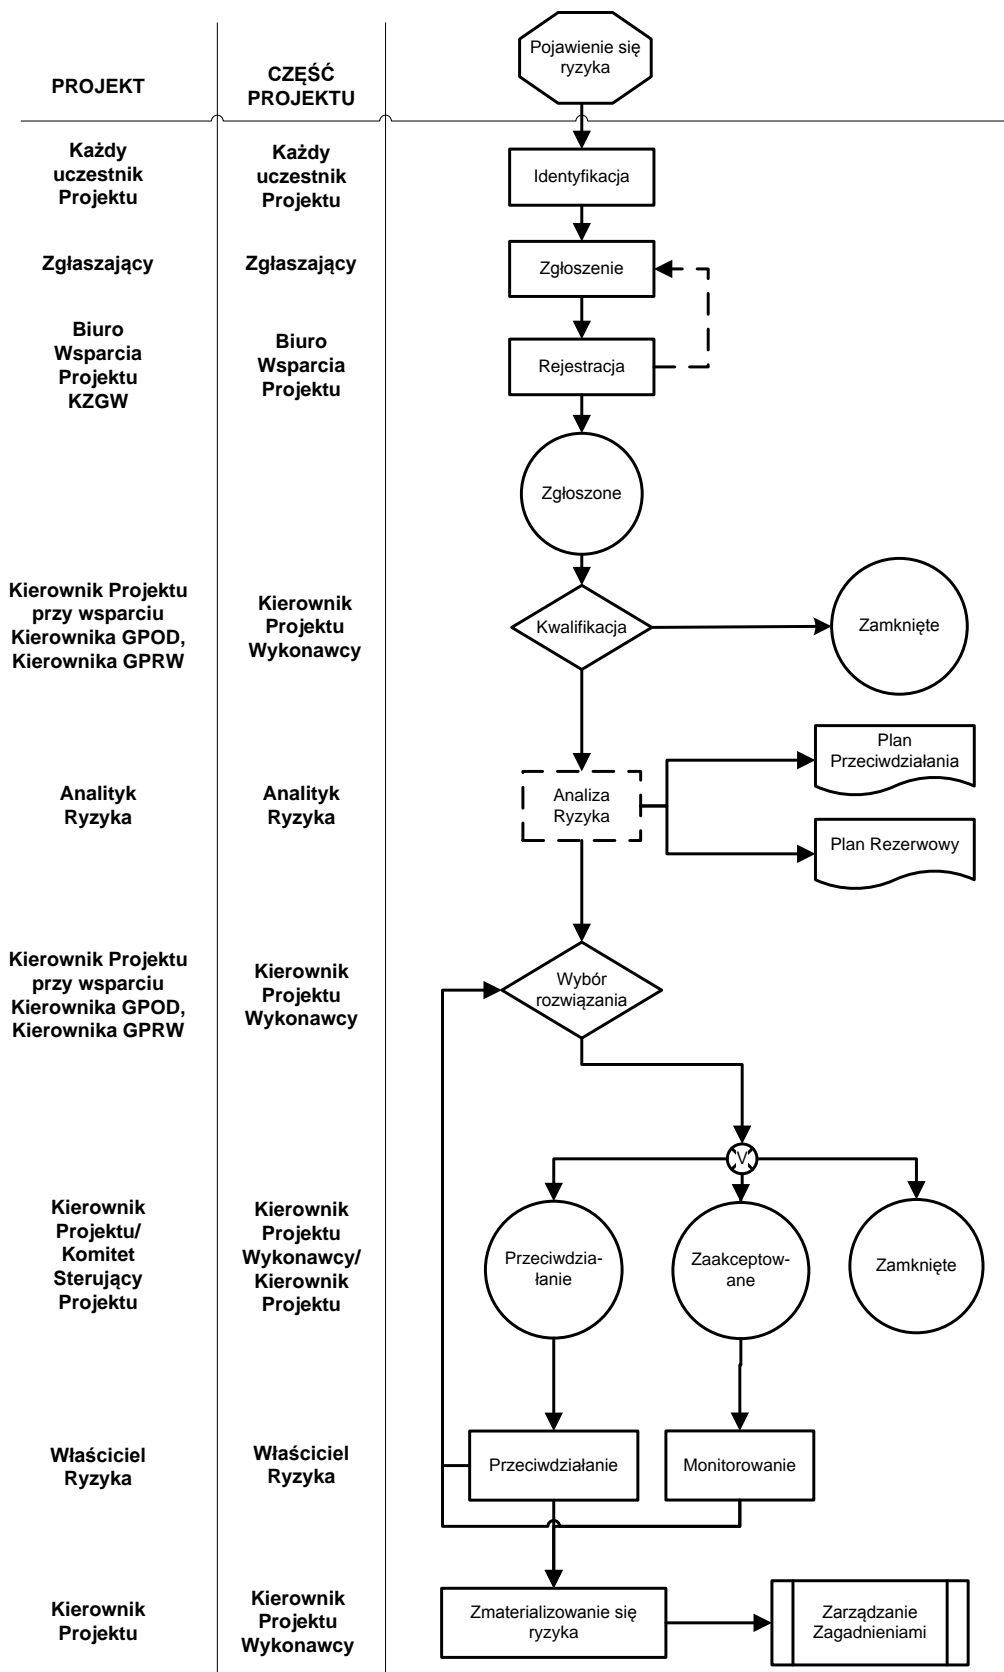 Pojawienie się
ryzyka
PROJEKT
CZĘŚĆ
PROJEKTU
Każdy
uczestnik
Projektu
Każdy
uczestnik
Projektu
Identyfikacja
Zgłaszający
Zgłaszający
Zgłoszenie
Biuro
Wsparcia
Projektu
KZGW
Biuro
Wsparcia
Projektu
Rejestracja
Zgłoszone
Kierownik Projektu
przy wsparciu
Kierownika GPOD,
Kierownika GPRW
Kierownik
Projektu
Wykonawcy
Kwalifikacja
Zamknięte
Analityk
Ryzyka
Analityk
Ryzyka
Analiza
Ryzyka
Plan
Przeciwdziałania
Plan Rezerwowy
Kierownik Projektu
przy wsparciu
Kierownika GPOD,
Kierownika GPRW
Kierownik
Projektu
Wykonawcy
Wybór
rozwiązania
V
Kierownik
Projektu/
Komitet
Sterujący
Projektu
Kierownik
Projektu
Wykonawcy/
Kierownik
Projektu
Przeciwdzia-
łanie
Zaakceptow-
ane
Zamknięte
Właściciel
Ryzyka
Właściciel
Ryzyka
Przeciwdziałanie
Monitorowanie
Kierownik
Projektu
Kierownik
Projektu
Wykonawcy
Zmaterializowanie się
ryzyka
Zarządzanie
Zagadnieniami